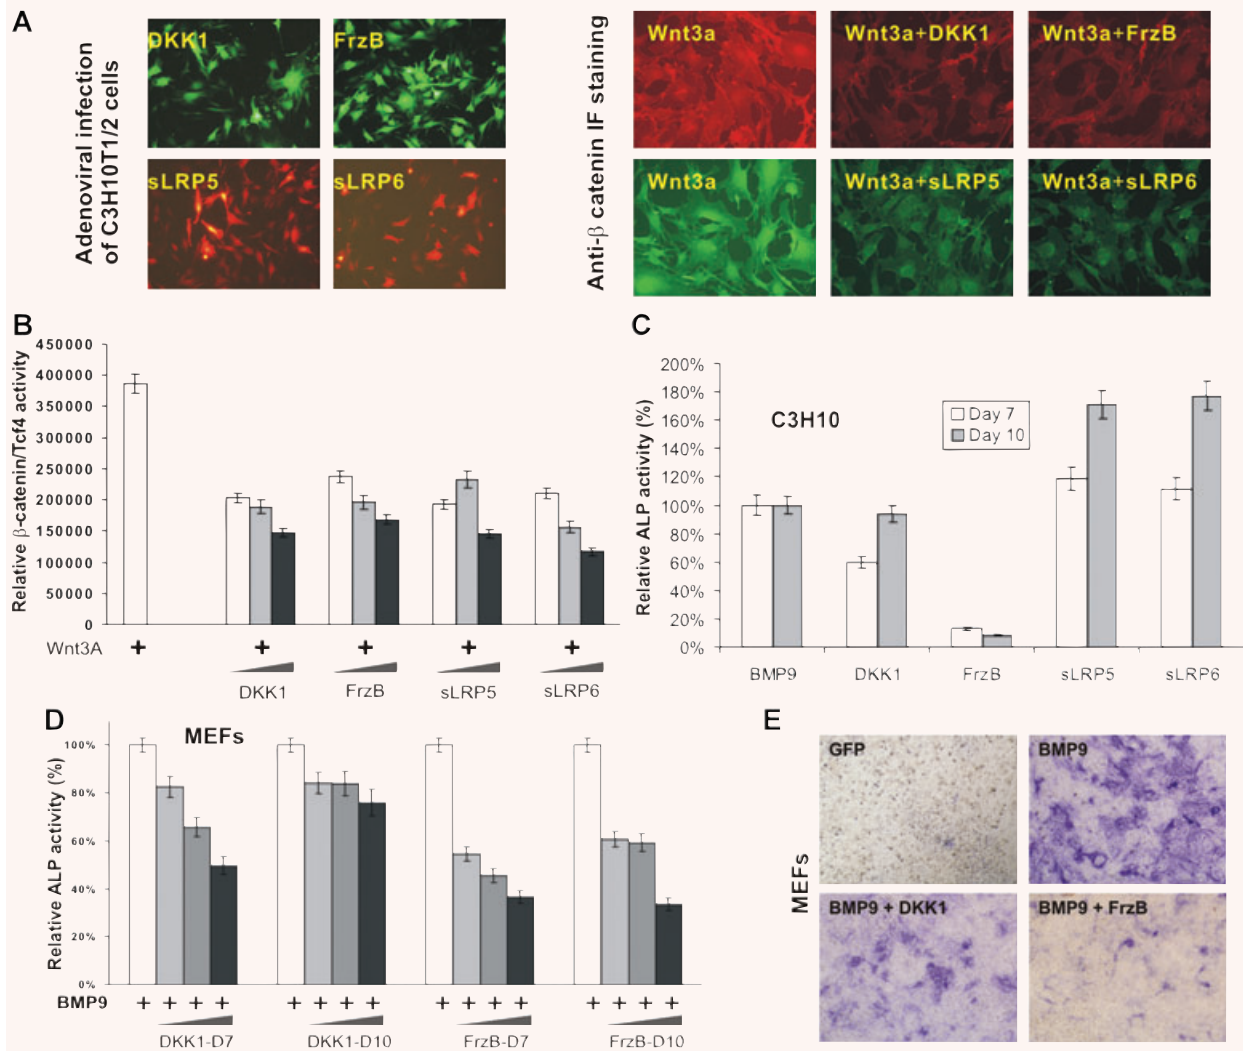 A
Adenoviral infection
of C3H10T1/2 cells
DKK1
FrzB
sLRP5
sLRP6
Anti-β catenin IF staining
Wnt3a
Wnt3a+DKK1
Wnt3a+FrzB
Wnt3a
Wnt3a+sLRP5
Wnt3a+sLRP6
B
Relative β-catenin/Tcf4 activity
450000
400000
350000
300000
250000
200000
150000
100000
50000
0
Wnt3A + + + + +
DKK1 FrzB sLRP5 sLRP6
C
Relative ALP activity (%)
200%
180%
160%
140%
120%
100%
80%
60%
40%
20%
0%
C3H10
Day 7
Day 10
BMP9 DKK1 FrzB sLRP5 sLRP6
D
MEFs
Relative ALP activity (%)
100%
80%
60%
40%
20%
0%
BMP9 + + + + + + + + + + + + + + + +
DKK1-D7 DKK1-D10 FrzB-D7 FrzB-D10
E
MEFs
GFP
BMP9
BMP9 + DKK1
BMP9 + FrzB